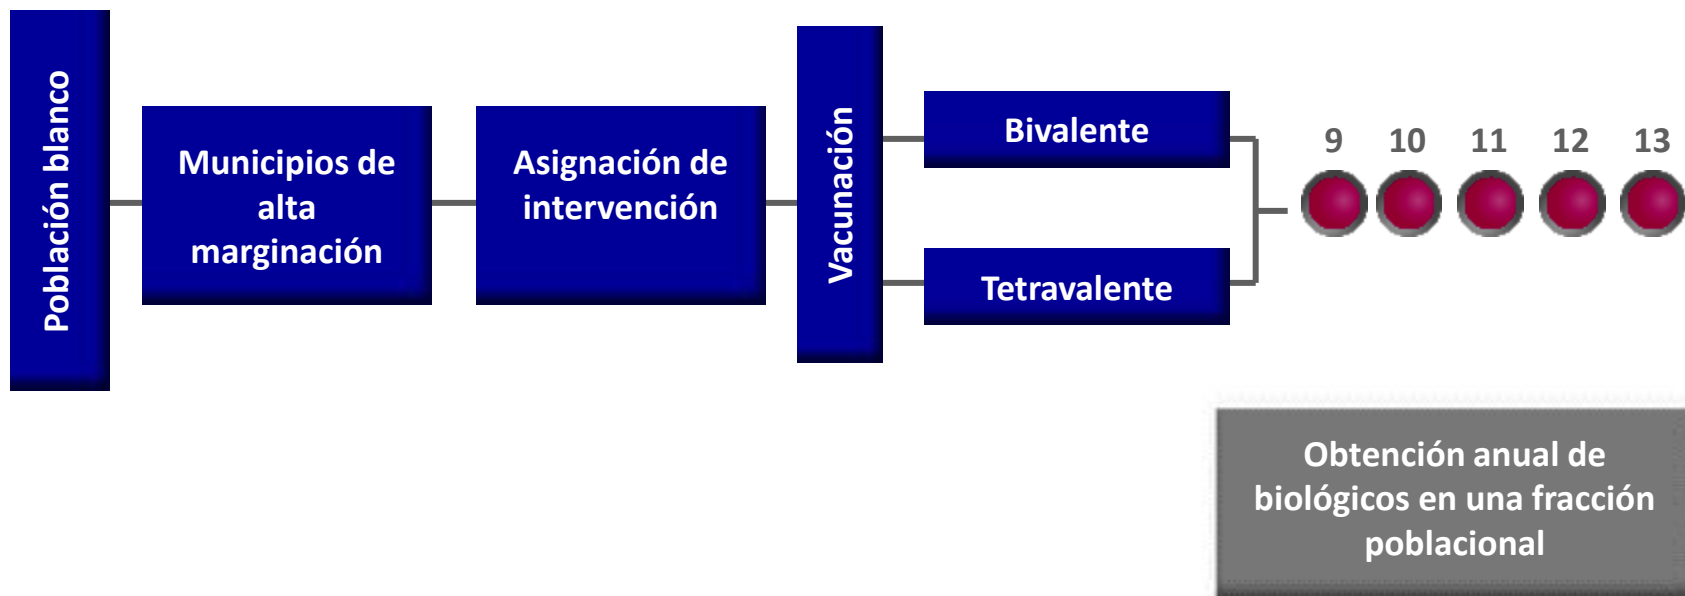 Población blanco
Municipios de
alta
marginación
Asignación de
intervención
Vacunación
Bivalente
Tetravalente
9 10 11 12 13
Obtención anual de
biológicos en una fracción
poblacional